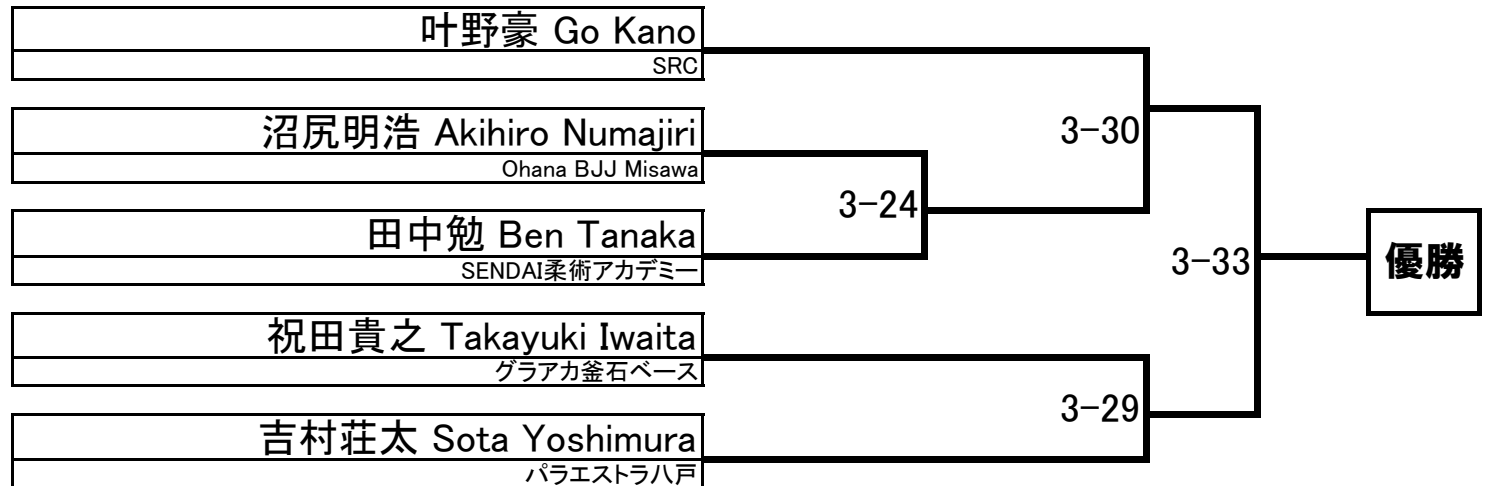 叶野豪 Go Kano
SRC
沼尻明浩 Akihiro Numajiri
Ohana BJJ Misawa
田中勉 Ben Tanaka
SENDAI柔術アカデミー
祝田貴之 Takayuki Iwaita
グラアカ釜石ベース
吉村荘太 Sota Yoshimura
パラエストラ八戸
3-24
3-30
3-29
3-33
優勝